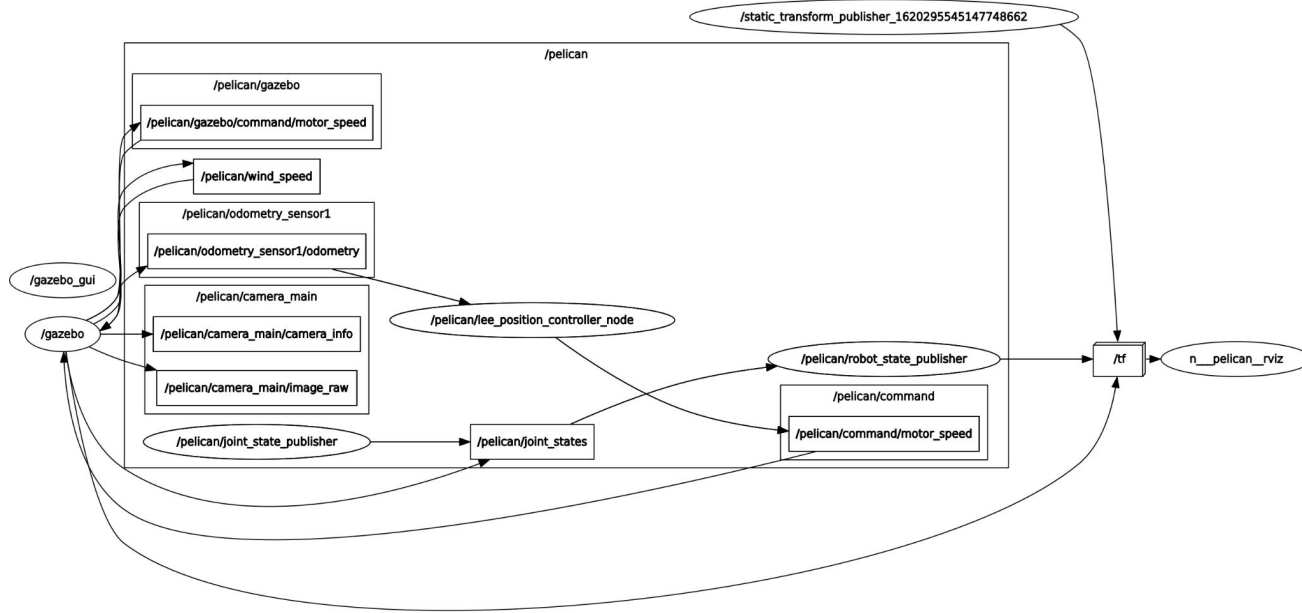 /static_transform_publisher_1620295545147748662
/pelican
/pelican/gazebo
/pelican/gazebo/command/motor_speed
/pelican/wind_speed
/pelican/odometry_sensor1
/pelican/odometry_sensor1/odometry
/gazebo_gui
/pelican/camera_main
/gazebo
/pelican/camera_main/camera_info
/pelican/camera_main/image_raw
/pelican/lee_position_controller_node
/pelican/robot_state_publisher
/tf
n___pelican__rviz
/pelican/command
/pelican/command/motor_speed
/pelican/joint_state_publisher
/pelican/joint_states